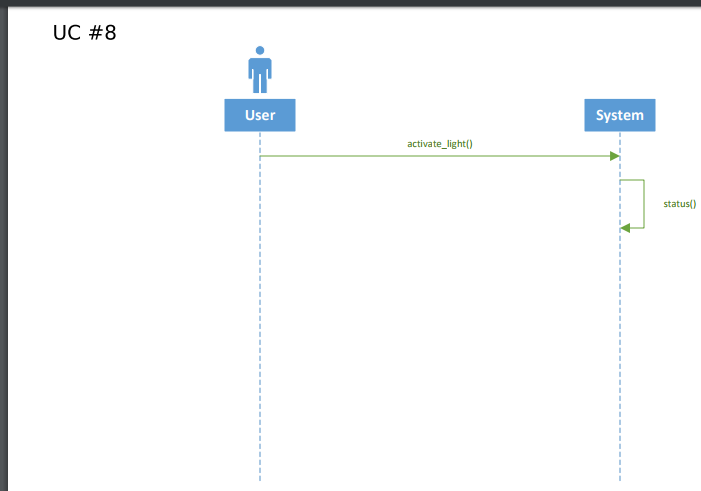 UC #8
User
System
activate_light()
status()